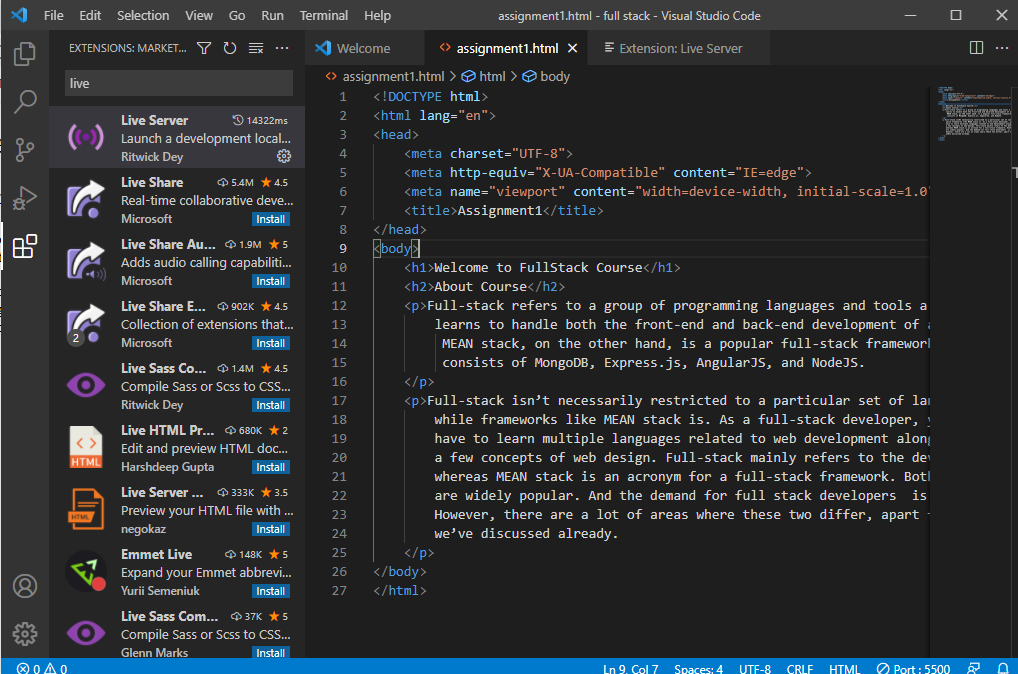 File Edit Selection View Go Run Terminal Help
assignment1.html - full stack - Visual Studio Code
EXTENSIONS: MARKET...
live
Live Server 14322ms
Launch a development local...
Ritwick Dey
Live Share 5.4M 4.5
Real-time collaborative deve...
Microsoft Install
Live Share Au... 1.9M 5
Adds audio calling capabiliti...
Microsoft Install
Live Share E... 902K 4.5
Collection of extensions that...
2
Microsoft Install
Live Sass Co... 1.4M 4.5
Compile Sass or Scss to CSS...
Ritwick Dey Install
Live HTML Pr... 680K 2
Edit and preview HTML doc...
HTML
Harshdeep Gupta Install
Live Server ... 333K 3.5
Preview your HTML file with ...
HTML
negokaz Install
Emmet Live 148K 5
Expand your Emmet abbrevi...
Yurii Semeniuk Install
Live Sass Com... 37K 5
Compile Sass or Scss to CSS...
Glenn Marks Install
Welcome
assignment1.html
Extension: Live Server
assignment1.html > html > body
1 <!DOCTYPE html>
2 <html lang="en">
3 <head>
4 <meta charset="UTF-8">
5 <meta http-equiv="X-UA-Compatible" content="IE=edge">
6 <meta name="viewport" content="width=device-width, initial-scale=1.0"
7 <title>Assignment1</title>
8 </head>
9 <body>
10 <h1>Welcome to FullStack Course</h1>
11 <h2>About Course</h2>
12 <p>Full-stack refers to a group of programming languages and tools a
13 learns to handle both the front-end and back-end development of
14 MEAN stack, on the other hand, is a popular full-stack framework
15 consists of MongoDB, Express.js, AngularJS, and NodeJS.
16 </p>
17 <p>Full-stack isn’t necessarily restricted to a particular set of lan
18 while frameworks like MEAN stack is. As a full-stack developer, y
19 have to learn multiple languages related to web development along
20 a few concepts of web design. Full-stack mainly refers to the dev
21 whereas MEAN stack is an acronym for a full-stack framework. Both
22 are widely popular. And the demand for full stack developers is
23 However, there are a lot of areas where these two differ, apart
24 we’ve discussed already.
25 </p>
26 </body>
27 </html>
0 0 Ln 9, Col 7 Spaces: 4 UTF-8 CRLF HTML Port : 5500